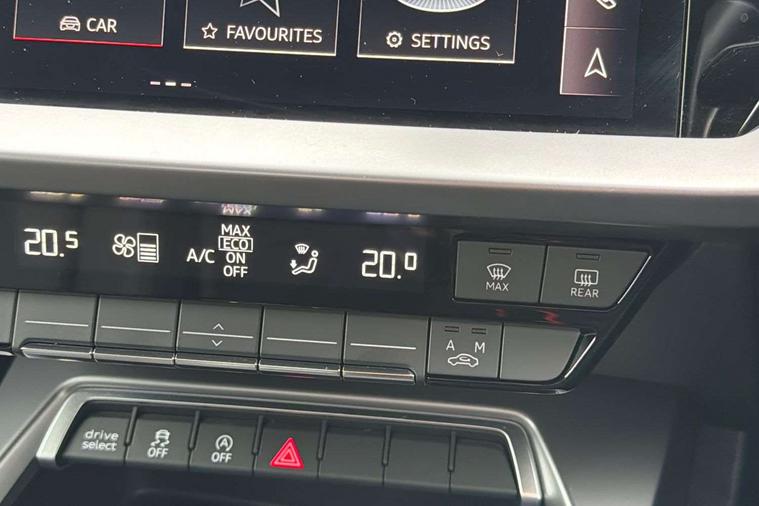 CAR
FAVOURITES
SETTINGS
20.5
A/C
MAX
ECO
ON
OFF
20.0
MAX
REAR
A M
drive
select
OFF
A
OFF